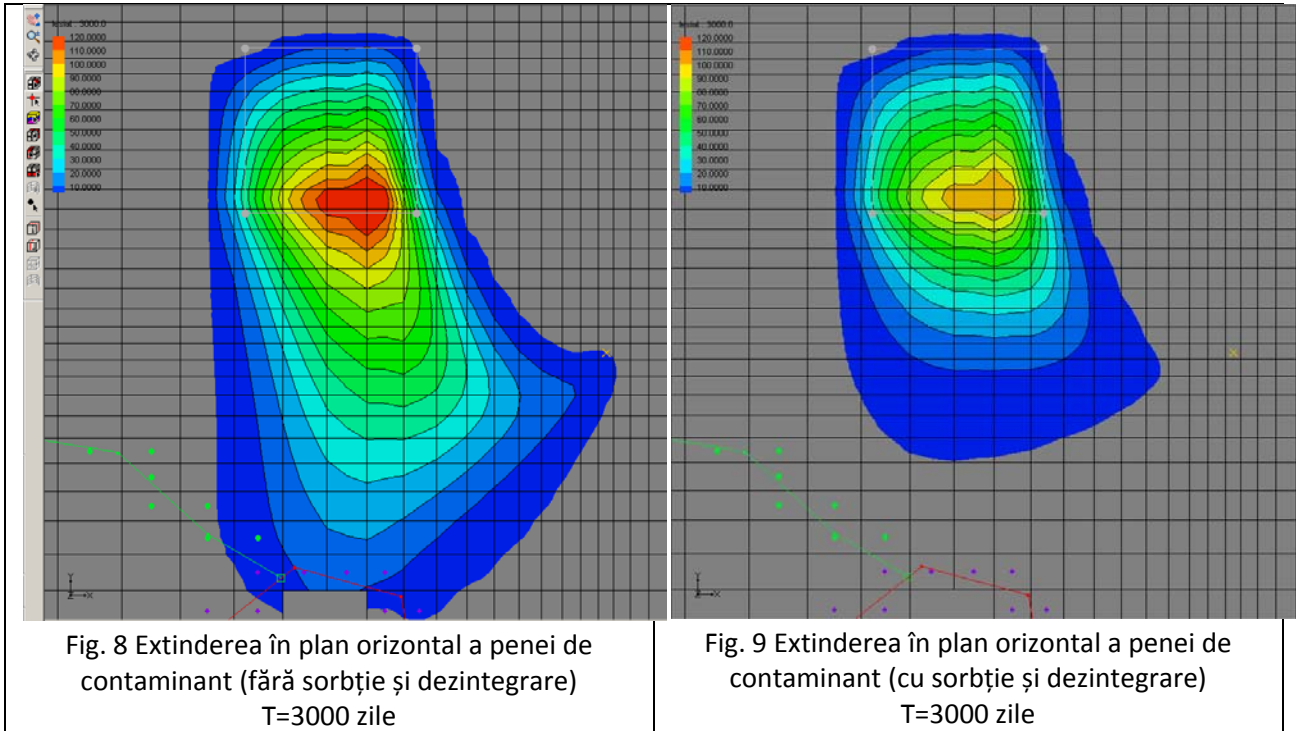 120.0000
110.0000
100.0000
90.0000
80.0000
70.0000
60.0000
50.0000
40.0000
30.0000
20.0000
10.0000
Y
Z X
: 3000.0
120.0000
110.0000
100.0000
90.0000
80.0000
70.0000
60.0000
50.0000
40.0000
30.0000
20.0000
10.0000
Y
Z X
Fig. 8 Extinderea în plan orizontal a penei de
contaminant (fără sorbție și dezintegrare)
T=3000 zile
Fig. 9 Extinderea în plan orizontal a penei de
contaminant (cu sorbție și dezintegrare)
T=3000 zile